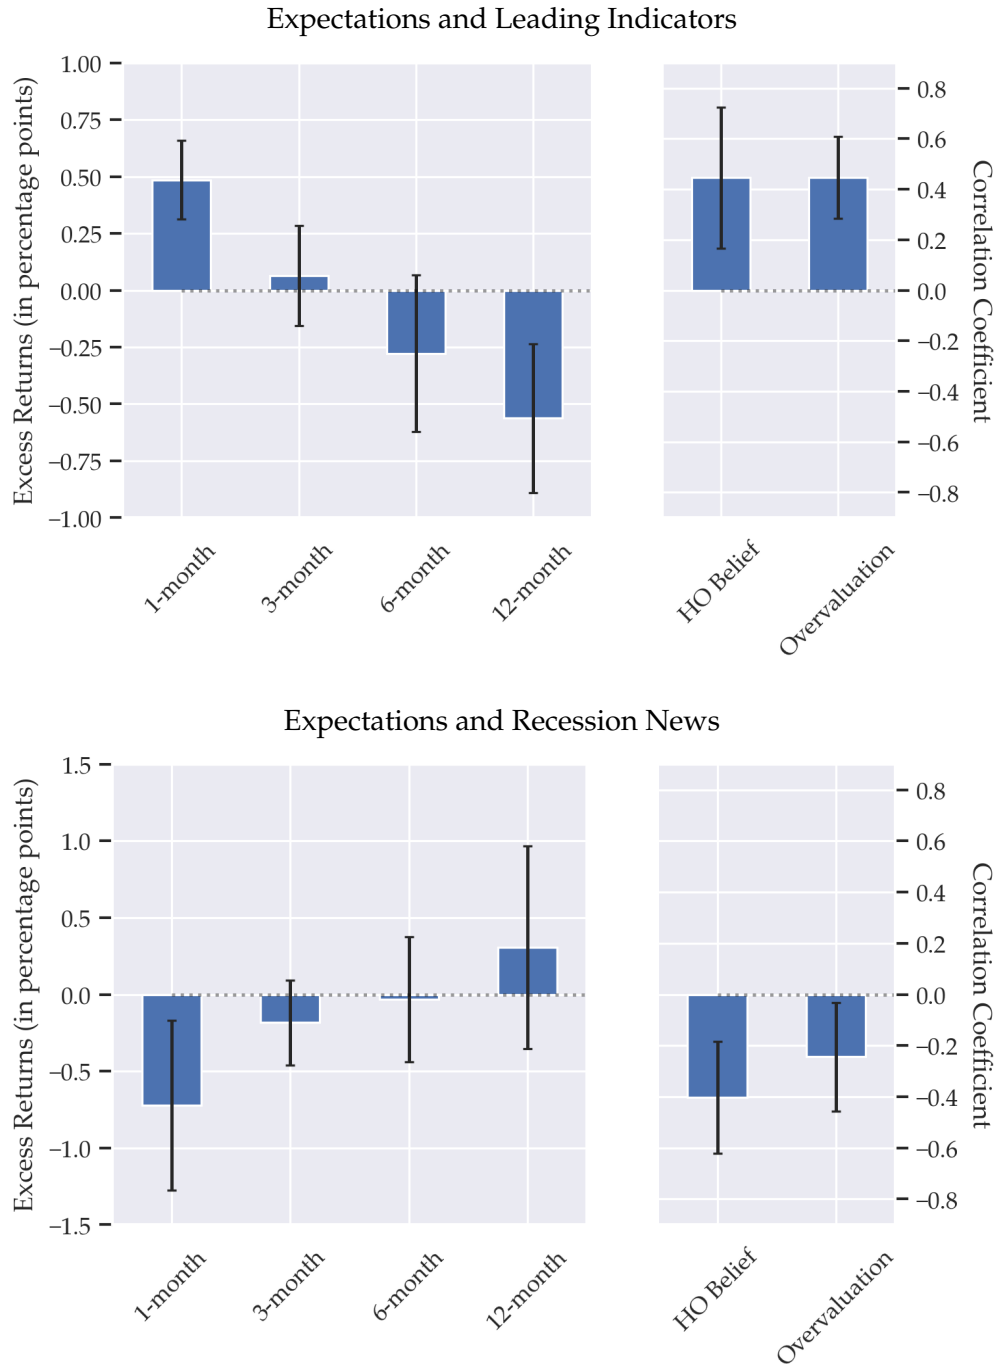 Expectations and Leading Indicators
Excess Returns (in percentage points)
1.00
0.75
0.50
0.25
0.00
−0.25
−0.50
−0.75
−1.00
1-month
3-month
6-month
12-month
0.8
0.6
0.4
0.2
0.0
−0.2
−0.4
−0.6
−0.8
Correlation Coefficient
HO Belief
Overvaluation
Expectations and Recession News
Excess Returns (in percentage points)
1.5
1.0
0.5
0.0
−0.5
−1.0
−1.5
1-month
3-month
6-month
12-month
0.8
0.6
0.4
0.2
0.0
−0.2
−0.4
−0.6
−0.8
Correlation Coefficient
HO Belief
Overvaluation